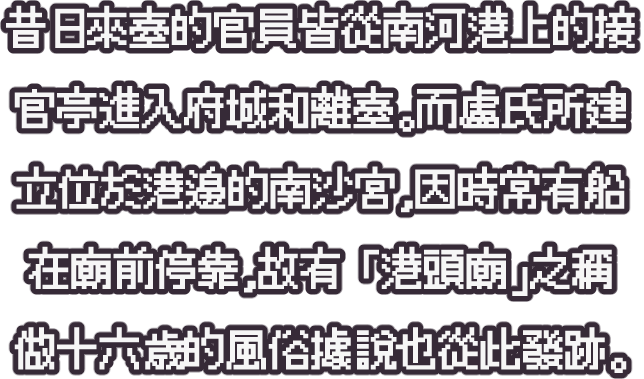 昔日來臺的官員皆從南河港上的接
官亭進入府城和離臺。而盧氏所建
立位於港邊的南沙宮,因時常有船
在廟前停靠,故有「港頭廟」之稱
做十六歲的風俗據說也從此發跡。